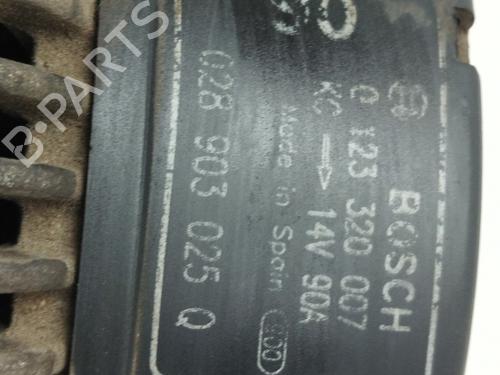 BOSCH
0 123 320 007
KC → 14V 90A
Made in Spain
028 903 025 Q
B-PARTS